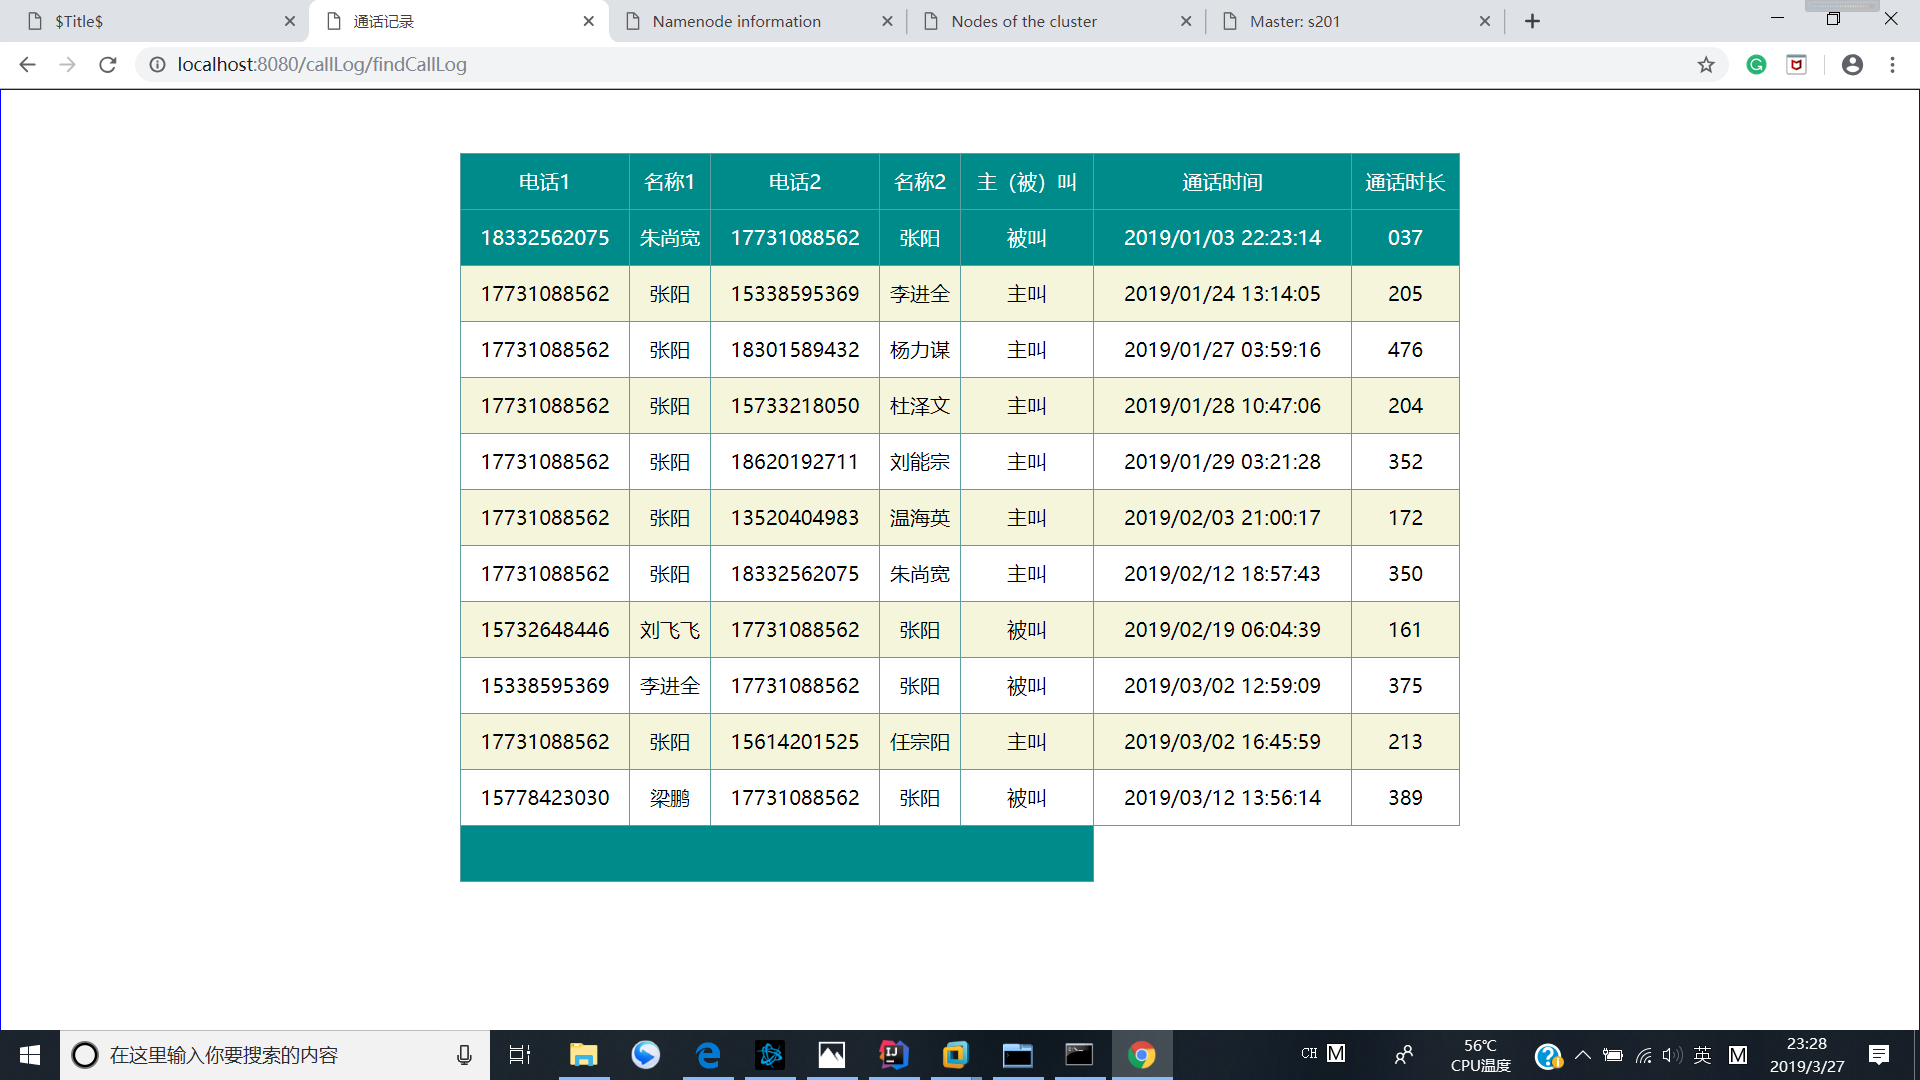 $Title$
通话记录
Namenode information
Nodes of the cluster
Master: s201
localhost:8080/callLog/findCallLog
电话1 名称1 电话2 名称2 主（被）叫 通话时间 通话时长
18332562075 朱尚宽 17731088562 张阳 被叫 2019/01/03 22:23:14 037
17731088562 张阳 15338595369 李进全 主叫 2019/01/24 13:14:05 205
17731088562 张阳 18301589432 杨力谋 主叫 2019/01/27 03:59:16 476
17731088562 张阳 15733218050 杜泽文 主叫 2019/01/28 10:47:06 204
17731088562 张阳 18620192711 刘能宗 主叫 2019/01/29 03:21:28 352
17731088562 张阳 13520404983 温海英 主叫 2019/02/03 21:00:17 172
17731088562 张阳 18332562075 朱尚宽 主叫 2019/02/12 18:57:43 350
15732648446 刘飞飞 17731088562 张阳 被叫 2019/02/19 06:04:39 161
15338595369 李进全 17731088562 张阳 被叫 2019/03/02 12:59:09 375
17731088562 张阳 15614201525 任宗阳 主叫 2019/03/02 16:45:59 213
15778423030 梁鹏 17731088562 张阳 被叫 2019/03/12 13:56:14 389
在这里输入你要搜索的内容
CH M
56℃
CPU温度
英 M
23:28
2019/3/27